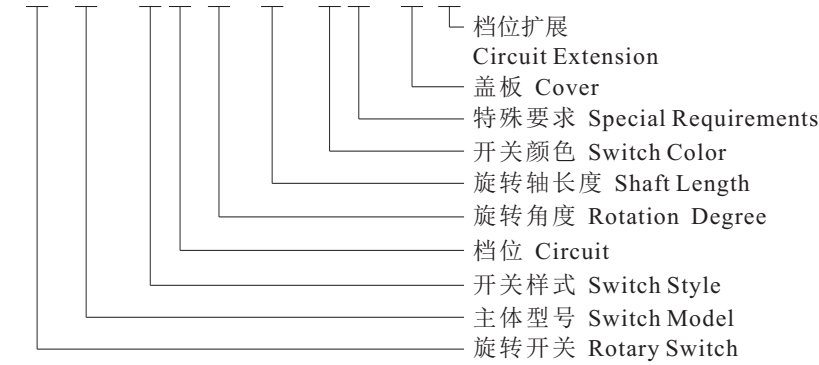 档位扩展
Circuit Extension
盖板 Cover
特殊要求 Special Requirements
开关颜色 Switch Color
旋转轴长度 Shaft Length
旋转角度 Rotation Degree
档位 Circuit
开关样式 Switch Style
主体型号 Switch Model
旋转开关 Rotary Switch